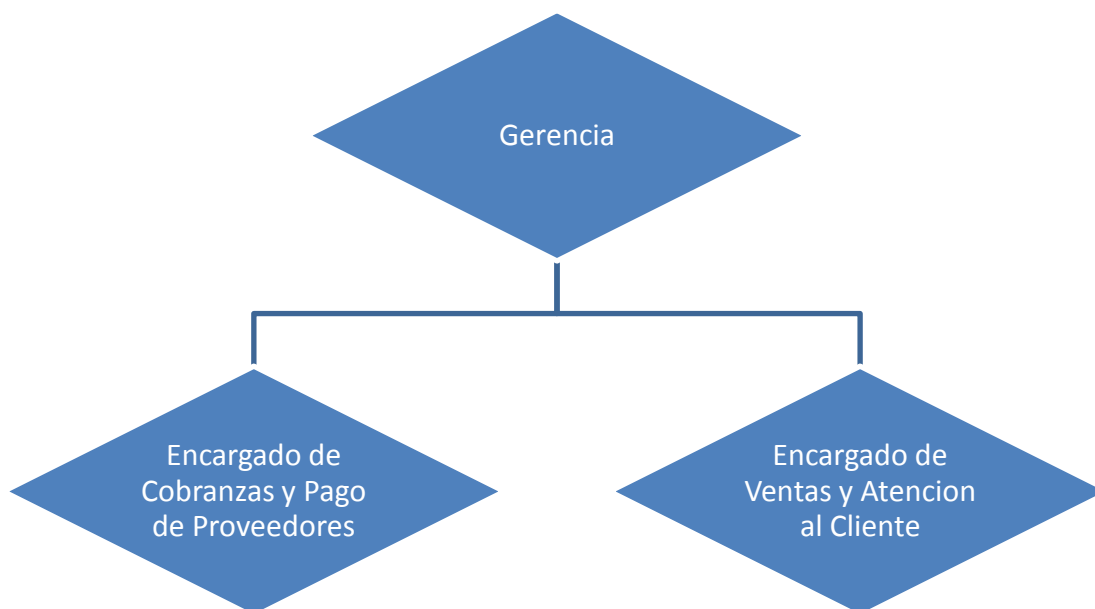 Gerencia
Encargado de
Cobranzas y Pago
de Proveedores
Encargado de
Ventas y Atencion
al Cliente